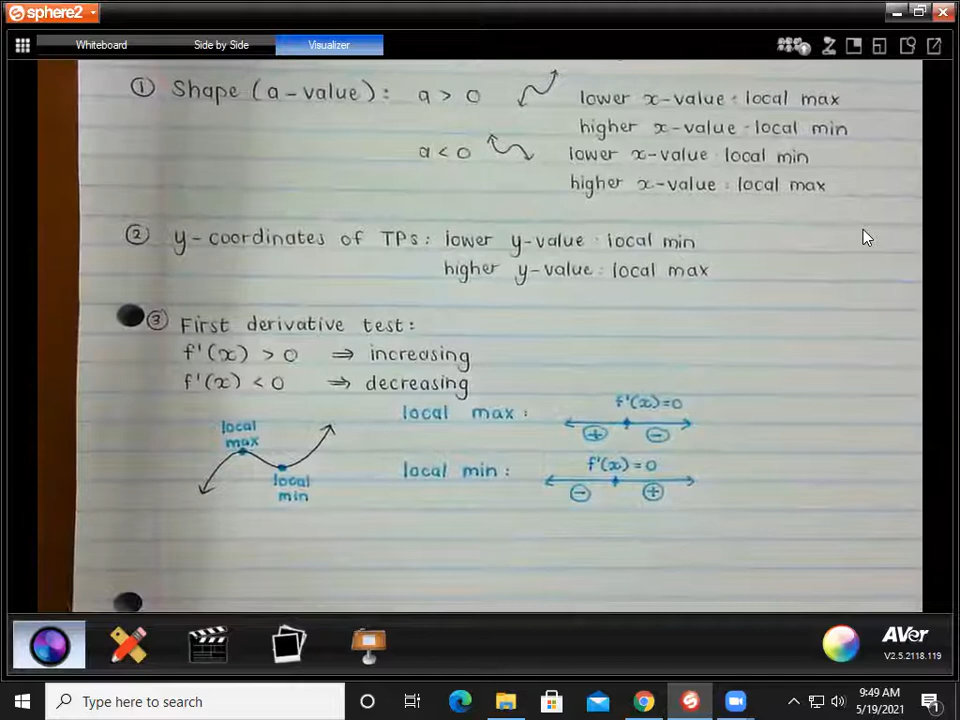 sphere2
Whiteboard
Side by Side
Visualizer
① Shape (a-value): a > 0 lower x-value : local max
higher x-value : local min
a < 0 lower x-value : local min
higher x-value : local max
② y-coordinates of TPs: lower y-value : local min
higher y-value : local max
③ First derivative test:
f'(x) > 0 ⇒ increasing
f'(x) < 0 ⇒ decreasing
local max
local min
local max : f'(x)=0
+ −
local min : f'(x)=0
− +
AVer
V2.5.2118.119
Type here to search
9:49 AM
5/19/2021
1